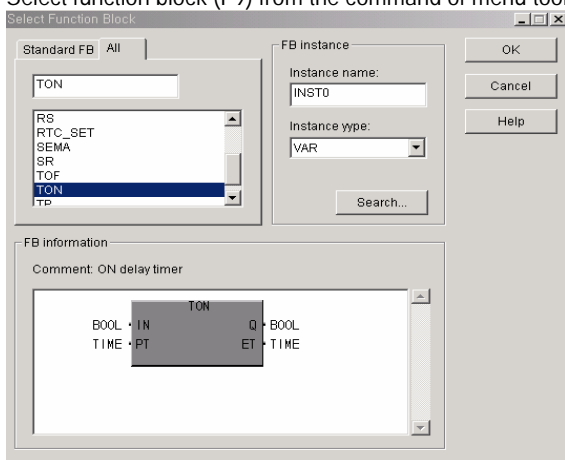 Select function block (F7) from the command of menu tool
Select Function Block
Standard FB All
TON
RS
RTC_SET
SEMA
SR
TOF
TON
TP
FB instance
Instance name:
INST0
Instance yype:
VAR
Search...
OK
Cancel
Help
FB information
Comment: ON delay timer
TON
BOOL IN Q BOOL
TIME PT ET TIME